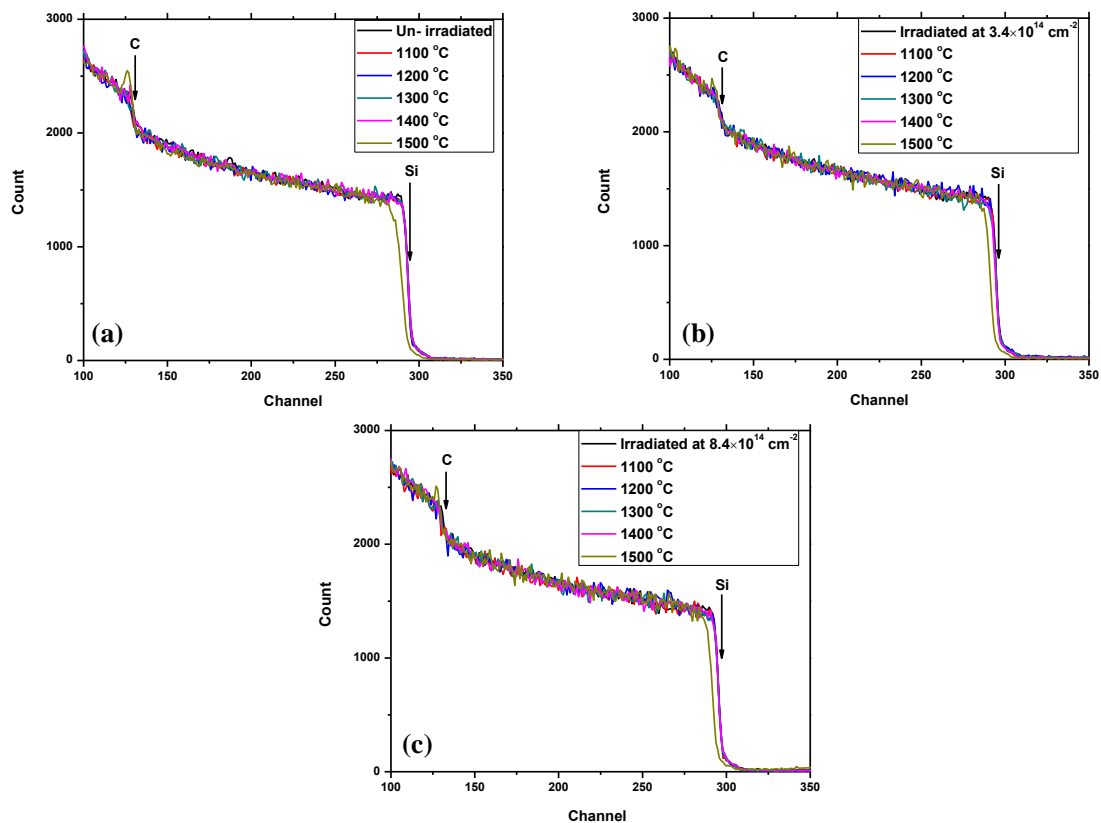 3000
2000
1000
0
100
150
200
250
300
350
Count
Channel
C
Si
(a)
Un- irradiated
1100 °C
1200 °C
1300 °C
1400 °C
1500 °C
3000
2000
1000
0
100
150
200
250
300
350
Count
Channel
C
Si
(b)
Irradiated at 3.4×10¹⁴ cm⁻²
1100 °C
1200 °C
1300 °C
1400 °C
1500 °C
3000
2000
1000
0
100
150
200
250
300
350
Count
Channel
C
Si
(c)
Irradiated at 8.4×10¹⁴ cm⁻²
1100 °C
1200 °C
1300 °C
1400 °C
1500 °C